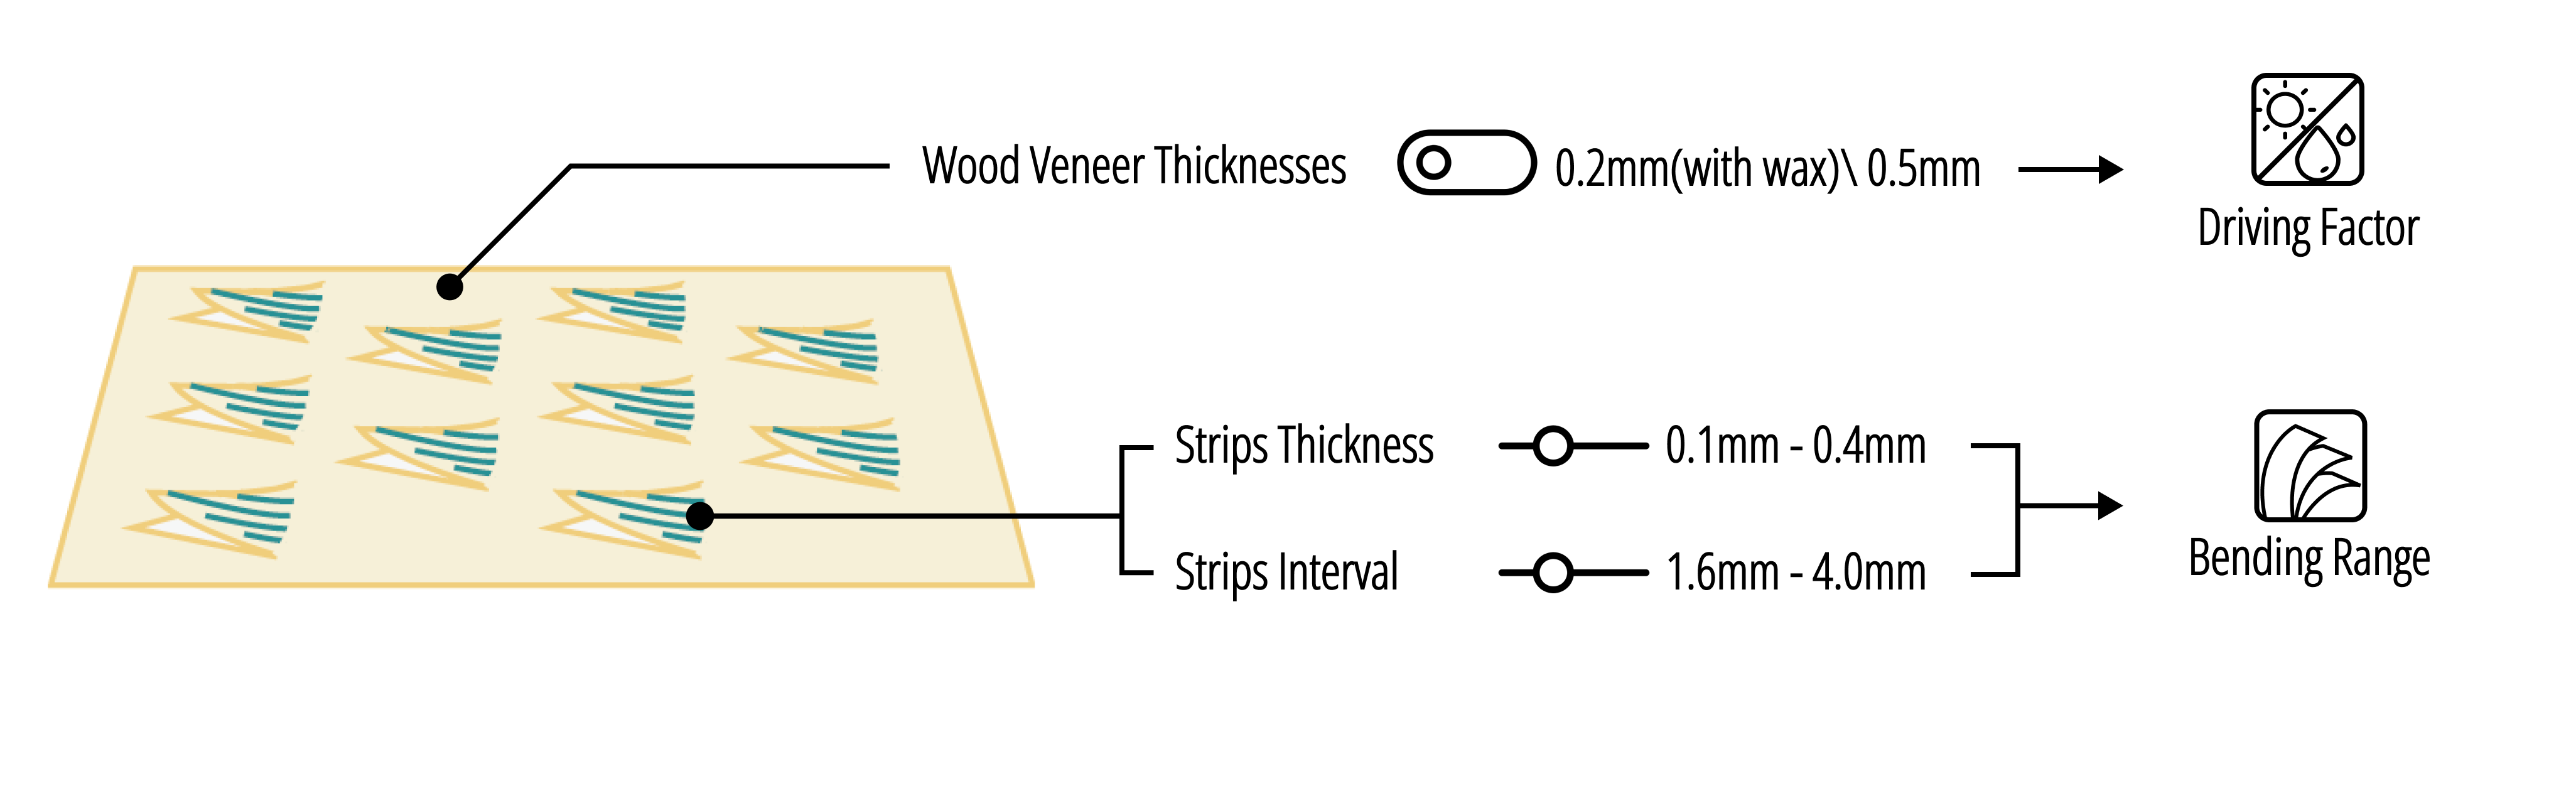 Wood Veneer Thicknesses
0.2mm(with wax)\ 0.5mm
Driving Factor
Strips Thickness
0.1mm - 0.4mm
Strips Interval
1.6mm - 4.0mm
Bending Range